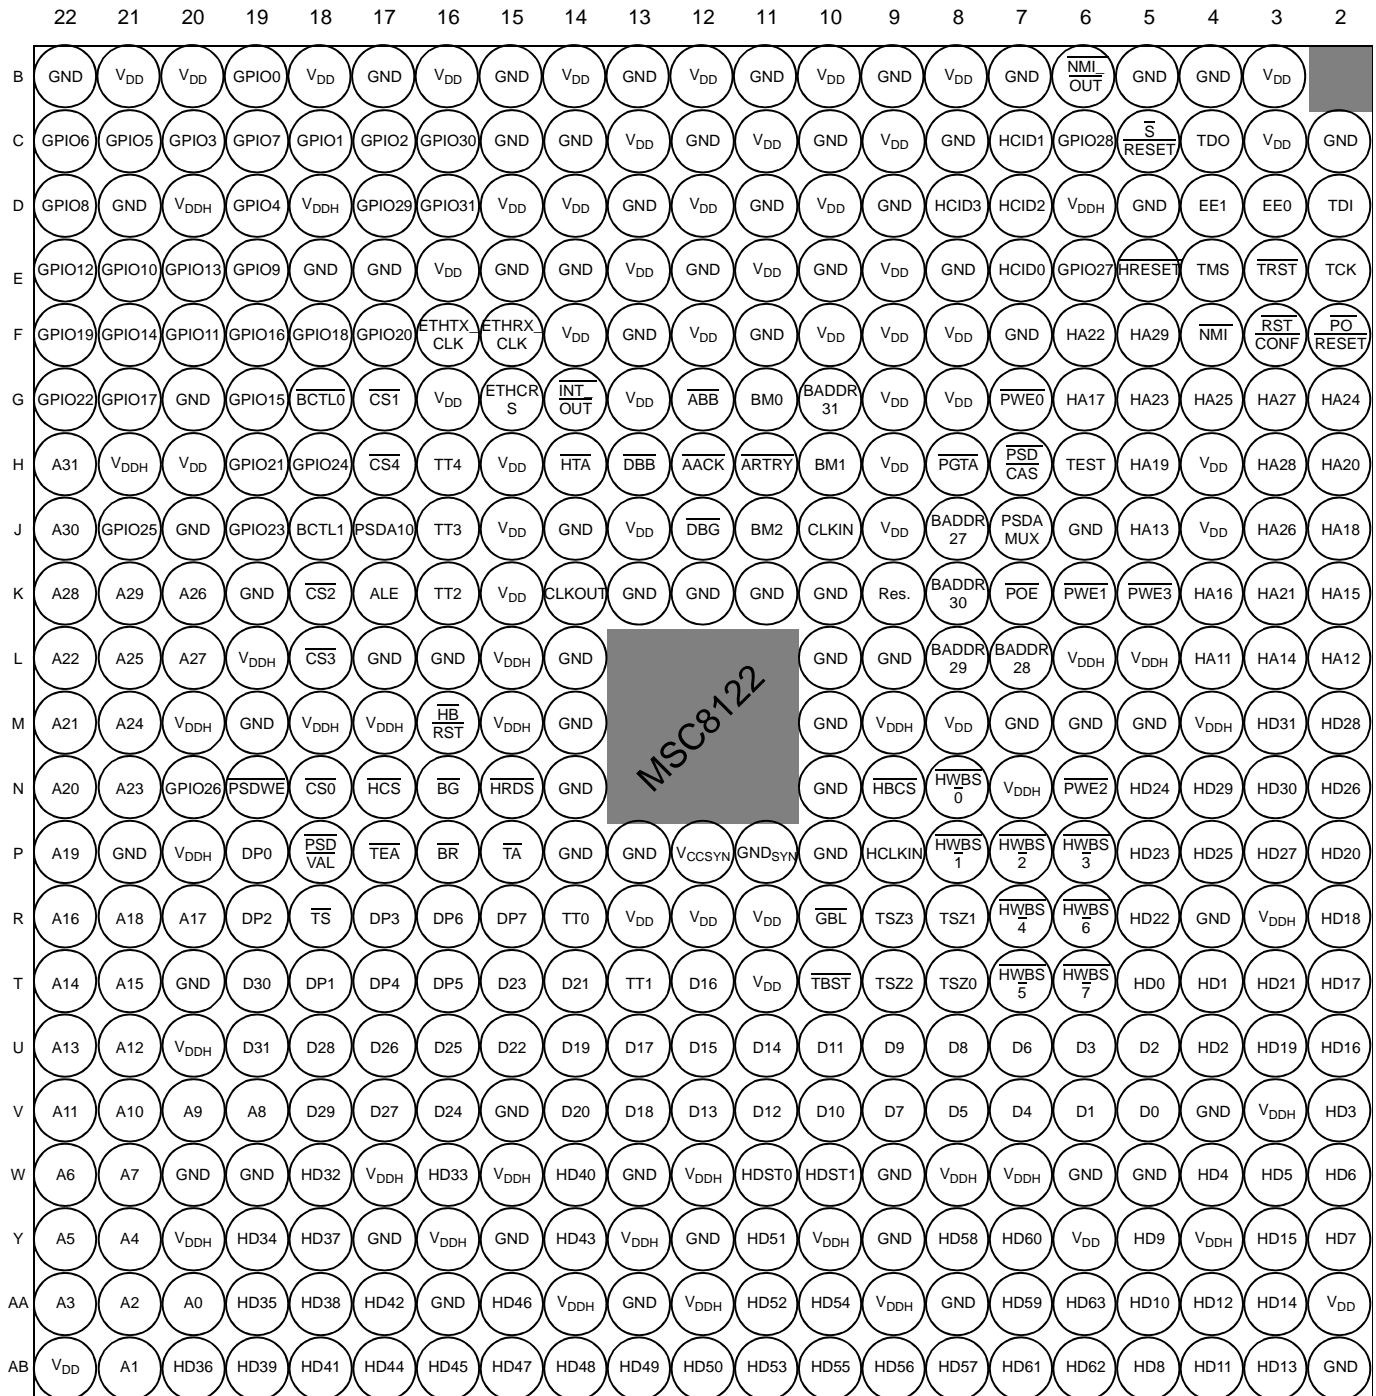 22 21 20 19 18 17 16 15 14 13 12 11 10 9 8 7 6 5 4 3 2
B GND VDD VDD GPIO0 VDD GND VDD GND VDD GND VDD GND VDD GND VDD GND NMI_OUT GND GND VDD
C GPIO6 GPIO5 GPIO3 GPIO7 GPIO1 GPIO2 GPIO30 GND GND VDD GND VDD GND VDD GND HCID1 GPIO28 SRESET TDO VDD GND
D GPIO8 GND VDDH GPIO4 VDDH GPIO29 GPIO31 VDD VDD GND VDD GND VDD GND HCID3 HCID2 VDDH GND EE1 EE0 TDI
E GPIO12 GPIO10 GPIO13 GPIO9 GND GND VDD GND GND VDD GND VDD GND VDD GND HCID0 GPIO27 HRESET TMS TRST TCK
F GPIO19 GPIO14 GPIO11 GPIO16 GPIO18 GPIO20 ETHTX_CLK ETHRX_CLK VDD GND VDD GND VDD VDD VDD GND HA22 HA29 NMI RST CONF PO RESET
G GPIO22 GPIO17 GND GPIO15 BCTL0 CS1 VDD ETHCRS INT_OUT VDD ABB BM0 BADDR31 VDD VDD PWE0 HA17 HA23 HA25 HA27 HA24
H A31 VDDH VDD GPIO21 GPIO24 CS4 TT4 VDD HTA DBB AACK ARTRY BM1 VDD PGTA PSD CAS TEST HA19 VDD HA28 HA20
J A30 GPIO25 GND GPIO23 BCTL1 PSDA10 TT3 VDD GND VDD DBG BM2 CLKIN VDD BADDR27 PSDAMUX GND HA13 VDD HA26 HA18
K A28 A29 A26 GND CS2 ALE TT2 VDD CLKOUT GND GND GND GND Res. BADDR30 POE PWE1 PWE3 HA16 HA21 HA15
L A22 A25 A27 VDDH CS3 GND GND VDDH GND GND GND BADDR29 BADDR28 VDDH VDDH HA11 HA14 HA12
MSC8122
M A21 A24 VDDH GND VDDH VDDH HB RST VDDH GND GND VDDH VDD GND GND GND VDDH HD31 HD28
N A20 A23 GPIO26 PSDWE CS0 HCS BG HRDS GND GND HBCS HWBS0 VDDH PWE2 HD24 HD29 HD30 HD26
P A19 GND VDDH DP0 PSD VAL TEA BR TA GND GND VCCSYN GNDSYN GND HCLKIN HWBS1 HWBS2 HWBS3 HD23 HD25 HD27 HD20
R A16 A18 A17 DP2 TS DP3 DP6 DP7 TT0 VDD VDD VDD GBL TSZ3 TSZ1 HWBS4 HWBS6 HD22 GND VDDH HD18
T A14 A15 GND D30 DP1 DP4 DP5 D23 D21 TT1 D16 VDD TBST TSZ2 TSZ0 HWBS5 HWBS7 HD0 HD1 HD21 HD17
U A13 A12 VDDH D31 D28 D26 D25 D22 D19 D17 D15 D14 D11 D9 D8 D6 D3 D2 HD2 HD19 HD16
V A11 A10 A9 A8 D29 D27 D24 GND D20 D18 D13 D12 D10 D7 D5 D4 D1 D0 GND VDDH HD3
W A6 A7 GND GND HD32 VDDH HD33 VDDH HD40 GND VDDH HDST0 HDST1 GND VDDH VDDH GND GND HD4 HD5 HD6
Y A5 A4 VDDH HD34 HD37 GND VDDH GND HD43 VDDH GND HD51 VDDH GND HD58 HD60 VDD HD9 VDDH HD15 HD7
AA A3 A2 A0 HD35 HD38 HD42 GND HD46 VDDH GND VDDH HD52 HD54 VDDH GND HD59 HD63 HD10 HD12 HD14 VDD
AB VDD A1 HD36 HD39 HD41 HD44 HD45 HD47 HD48 HD49 HD50 HD53 HD55 HD56 HD57 HD61 HD62 HD8 HD11 HD13 GND